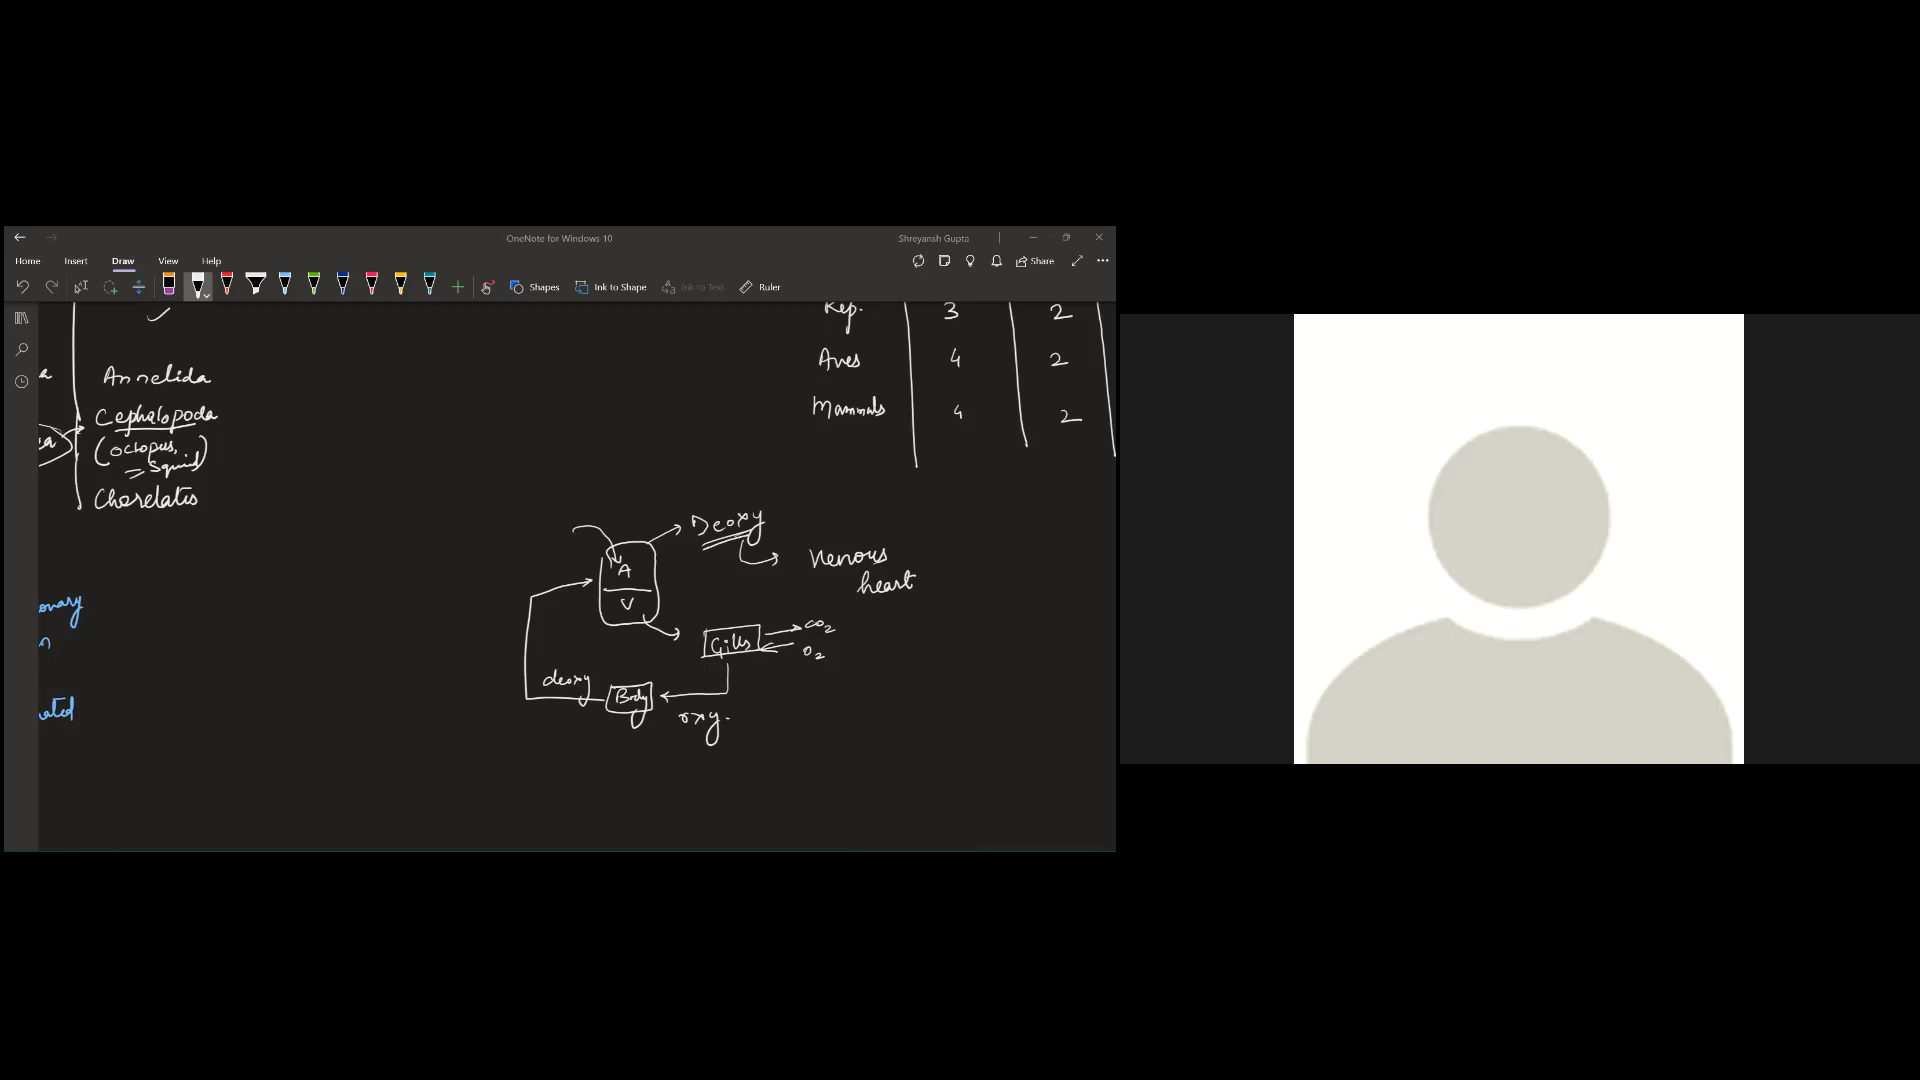 OneNote for Windows 10
Shreyansh Gupta
Home Insert Draw View Help
Share
Shapes Ink to Shape Ink to Text Ruler
Rep. 3 2
Aves 4 2
Mammals 4 2
Annelida
Cephalopoda
(octopus,
Squid)
Chordates
onary
n
ated
A
V
Deoxy
Venous
heart
Gills
CO2
O2
deoxy
Body
oxy.